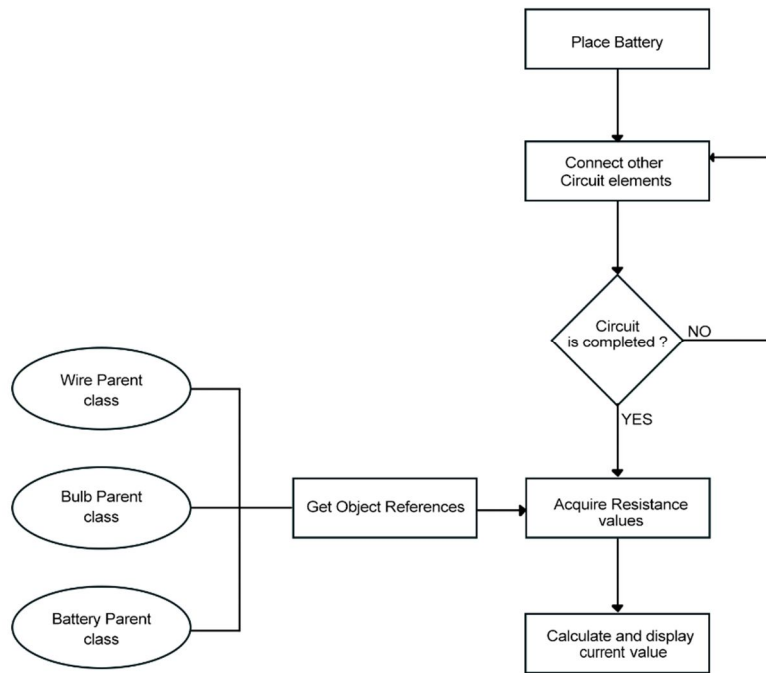 Place Battery
Connect other
Circuit elements
Circuit
is completed ?
NO
YES
Wire Parent
class
Bulb Parent
class
Battery Parent
class
Get Object References
Acquire Resistance
values
Calculate and display
current value